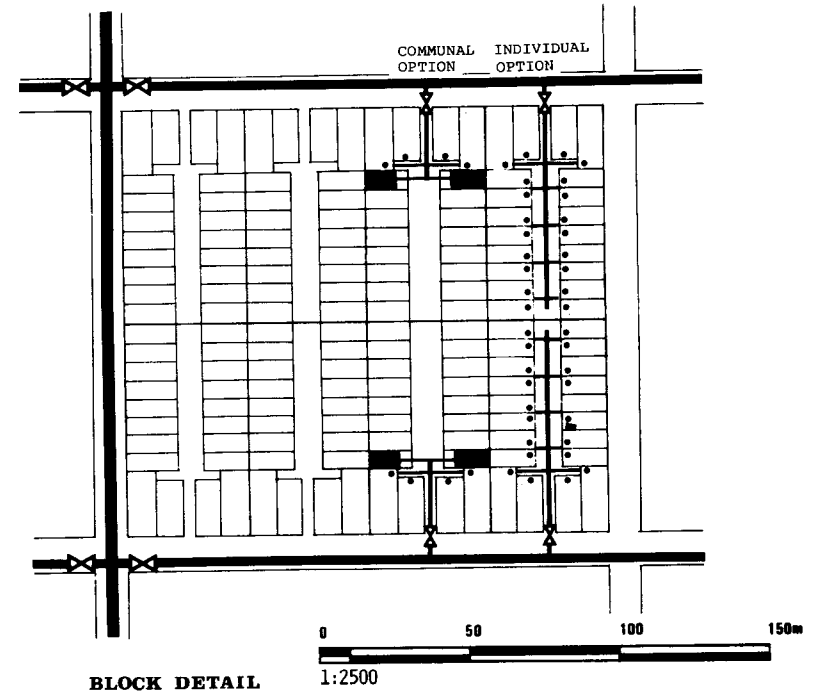 COMMUNAL OPTION
INDIVIDUAL OPTION
0 50 100 150m
1:2500
BLOCK DETAIL